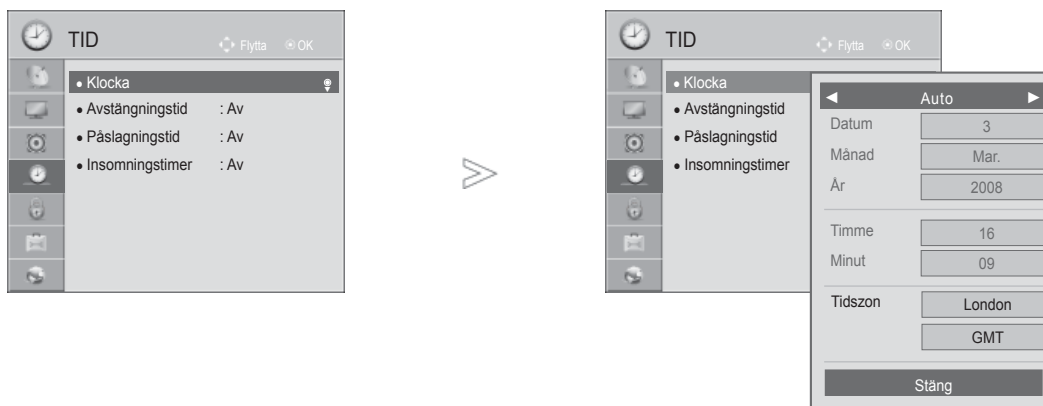 TID Flytta OK
• Klocka
• Avstängningstid : Av
• Påslagningstid : Av
• Insomningstimer : Av
TID Flytta OK
• Klocka
• Avstängningstid
• Påslagningstid
• Insomningstimer
◄ Auto ►
Datum 3
Månad Mar.
År 2008
Timme 16
Minut 09
Tidszon London
GMT
Stäng